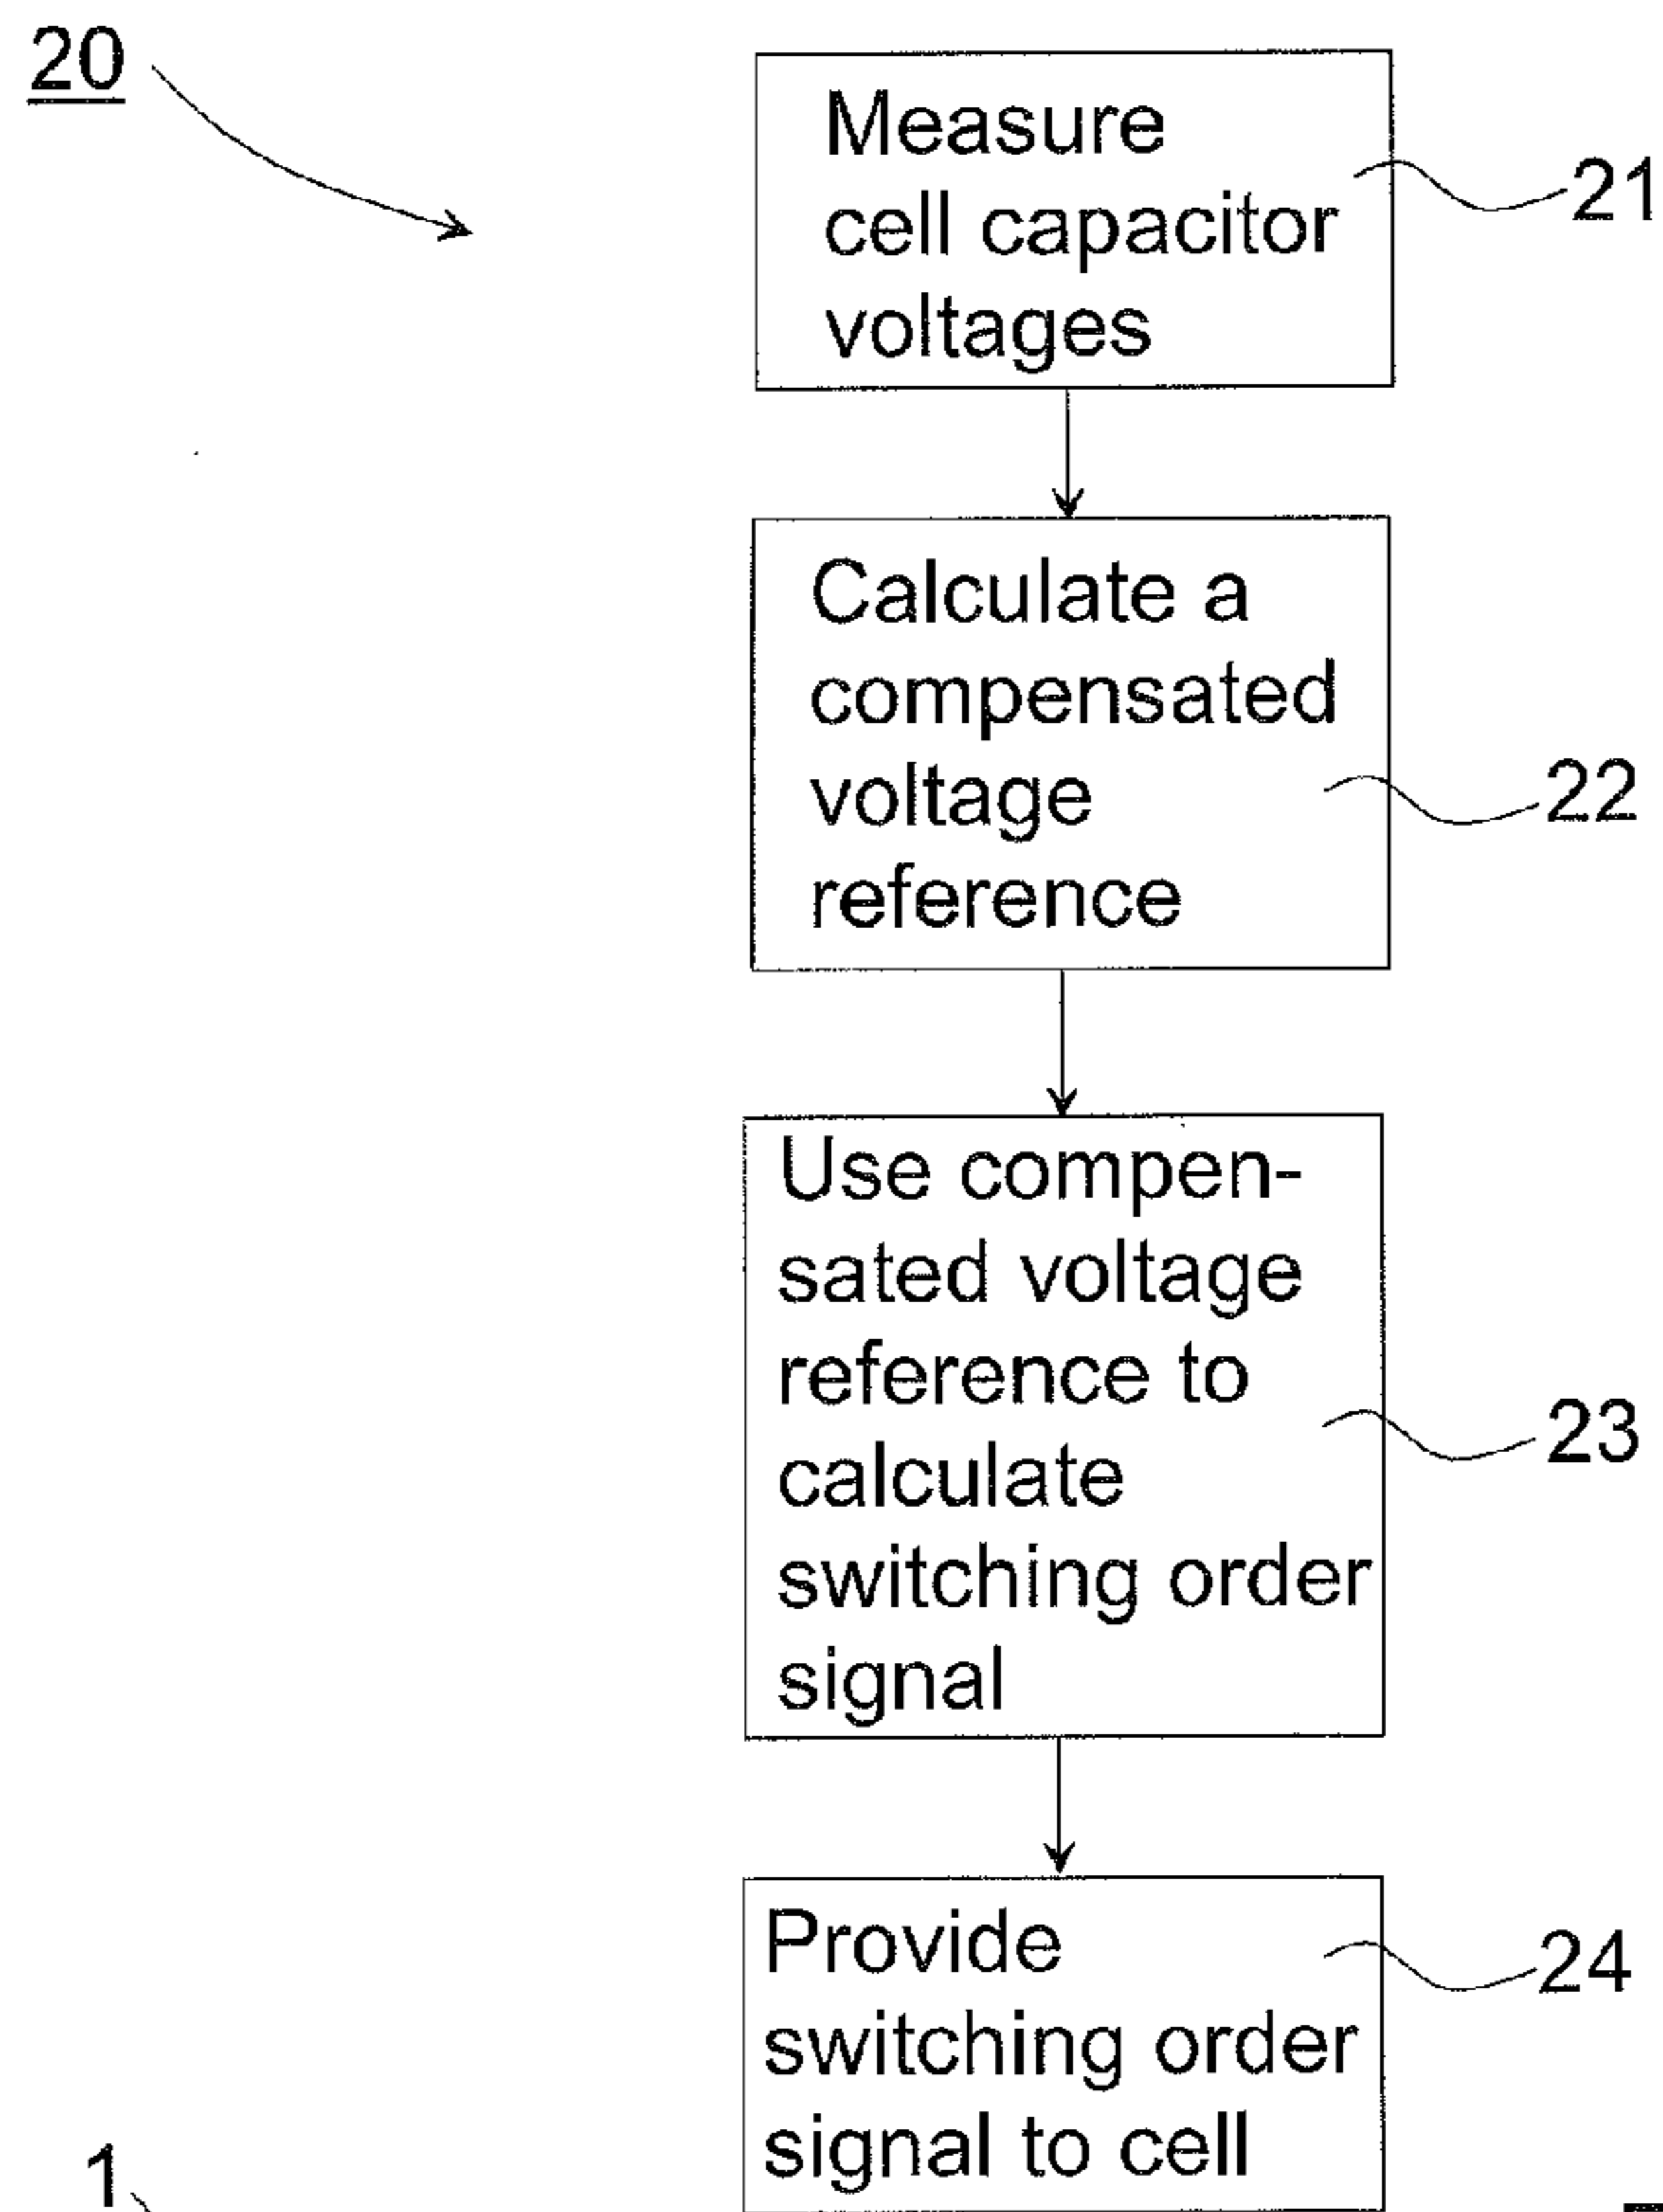 20
Measure
cell capacitor
voltages
21
Calculate a
compensated
voltage
reference
22
Use compen-
sated voltage
reference to
calculate
switching order
signal
23
Provide
switching order
signal to cell
24
1